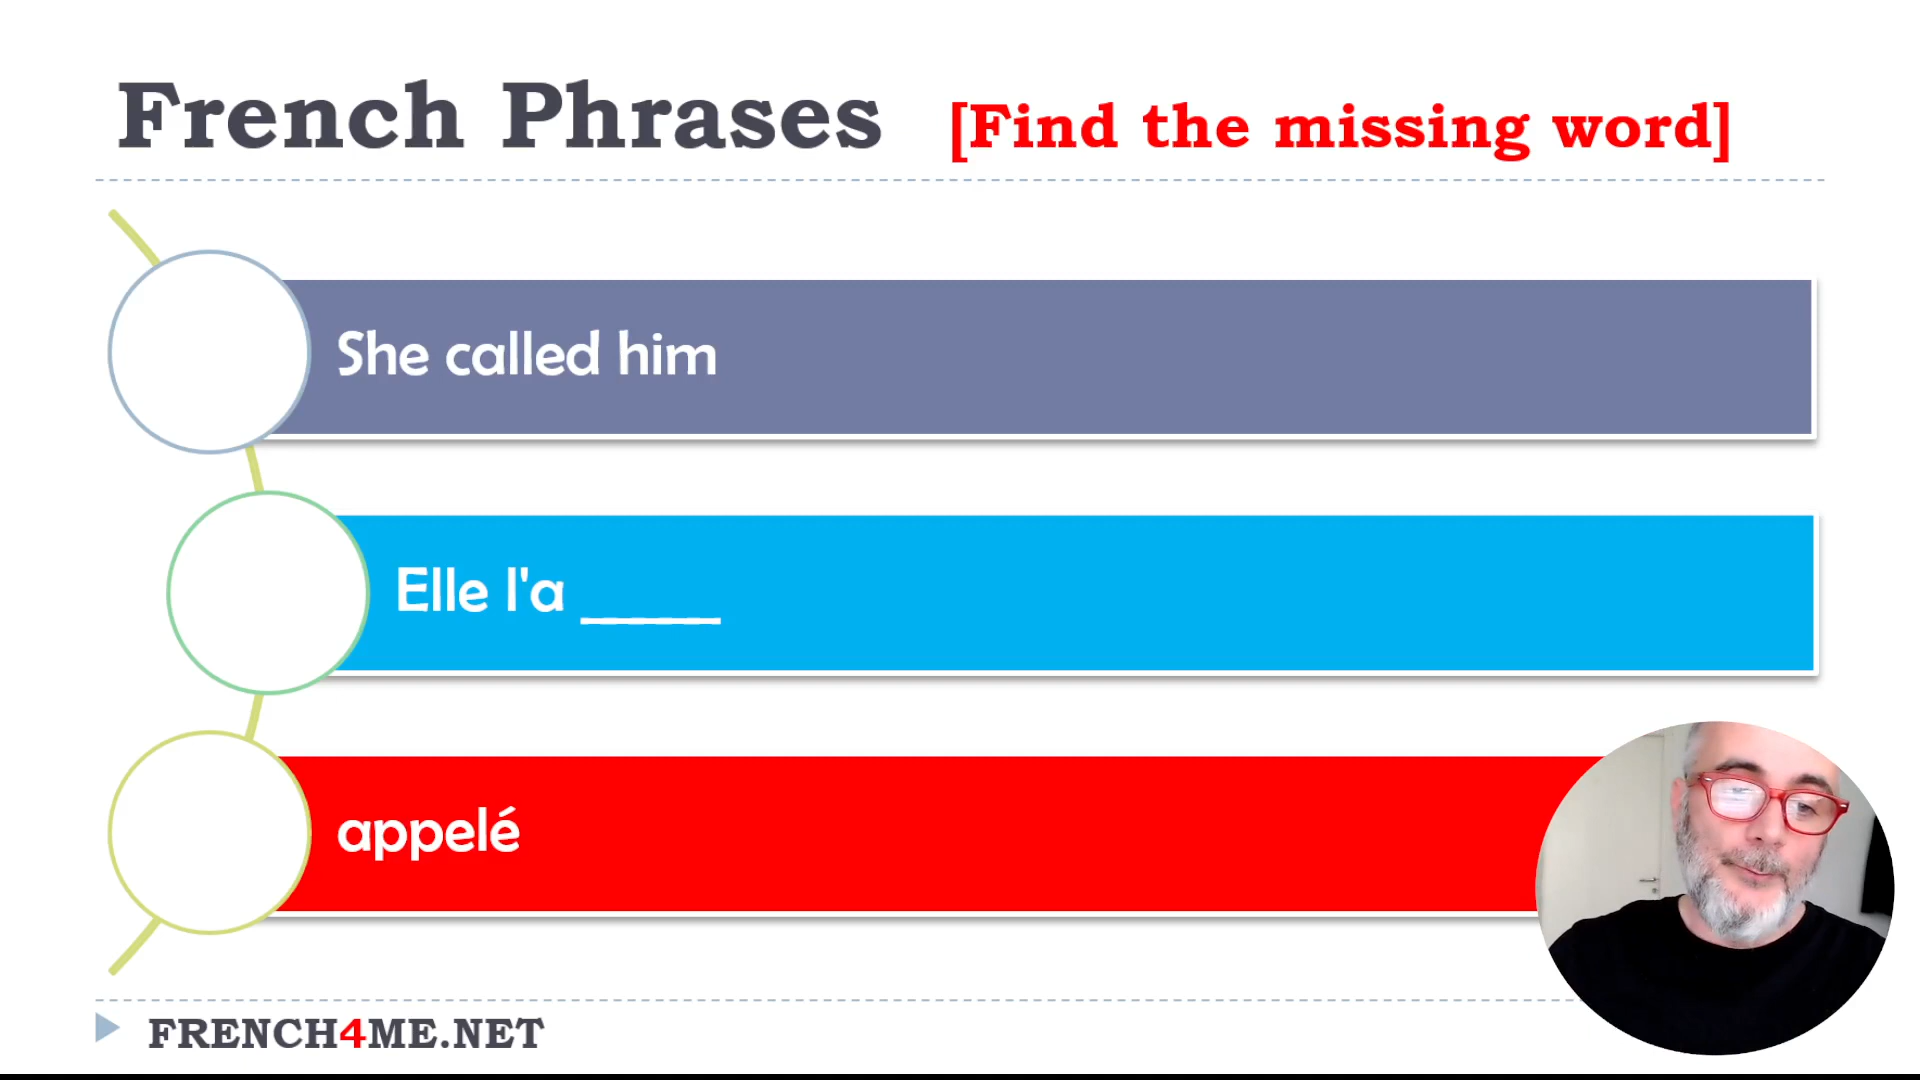 French Phrases [Find the missing word]
She called him
Elle l'a _____
appelé
FRENCH4ME.NET